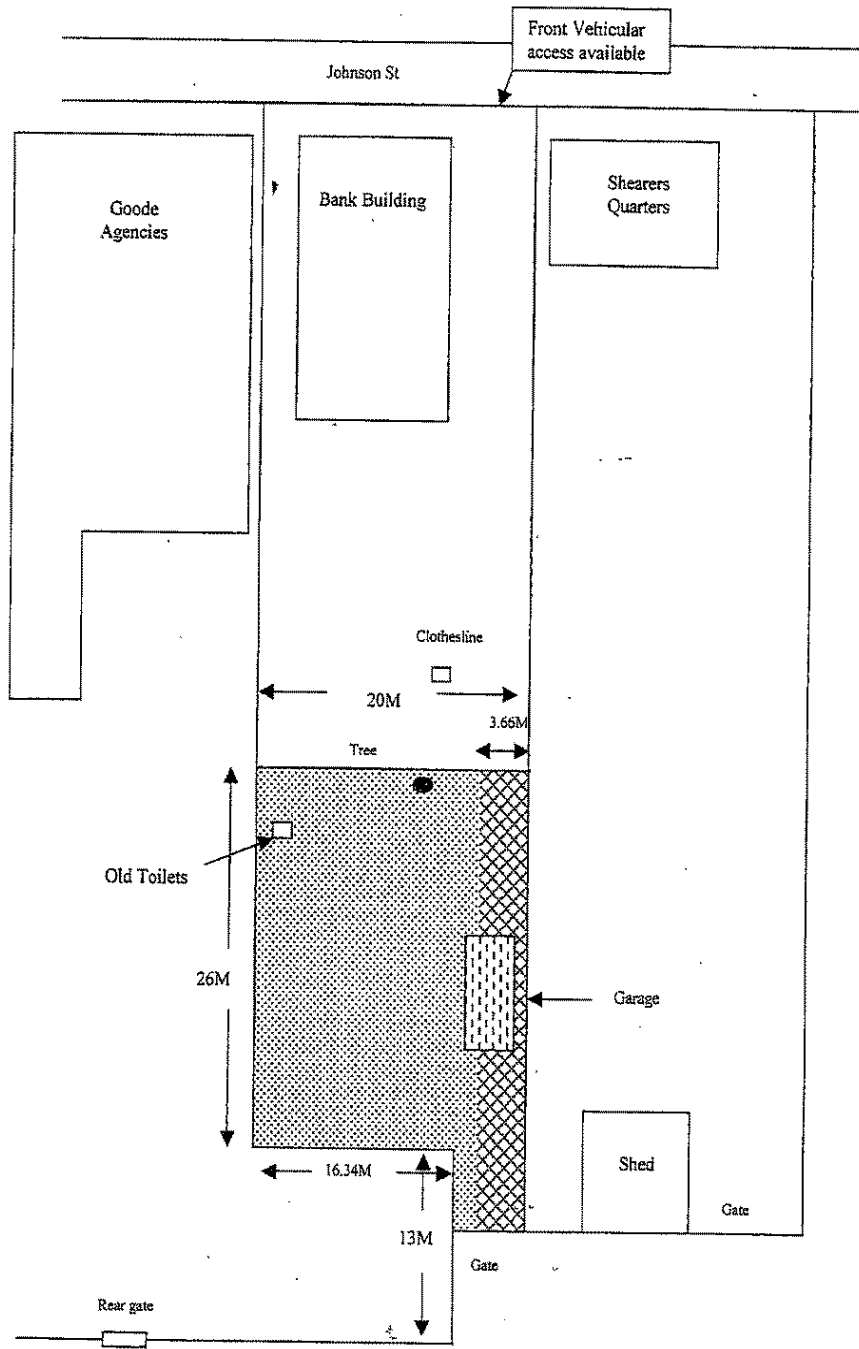 Front Vehicular
access available
Johnson St
Goode
Agencies
Bank Building
Shearers
Quarters
Clothesline
20M
3.66M
Tree
Old Toilets
26M
Garage
16.34M
Shed
13M
Gate
Gate
Rear gate